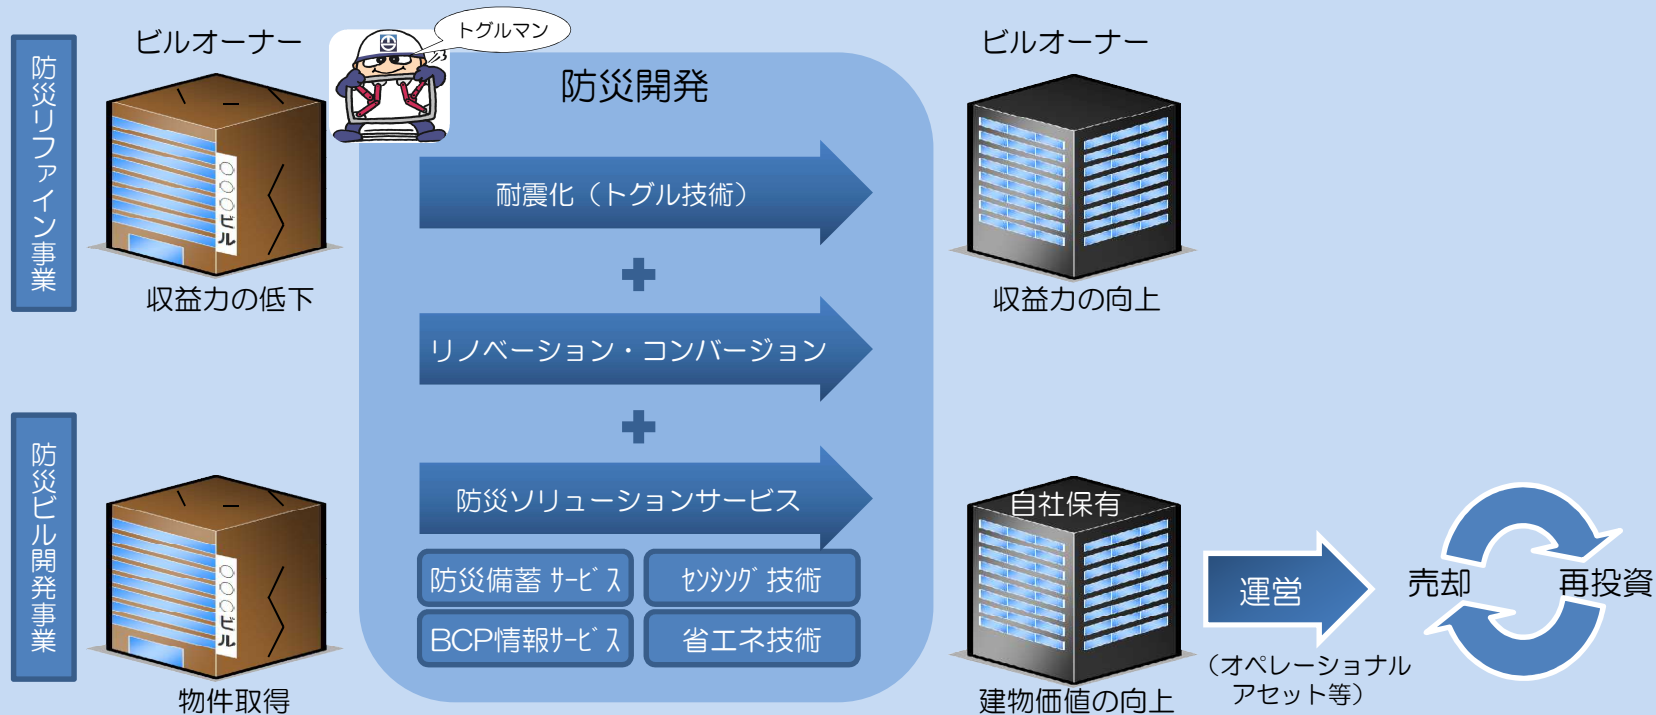 防災リファイン事業
ビルオーナー
○○○ビル
収益力の低下
トグルマン
防災開発
耐震化（トグル技術）
リノベーション・コンバージョン
防災ソリューションサービス
防災備蓄ｻｰﾋﾞｽ
ｾﾝｼﾝｸﾞ技術
BCP情報ｻｰﾋﾞｽ
省エネ技術
ビルオーナー
収益力の向上
防災ビル開発事業
○○○ビル
物件取得
自社保有
建物価値の向上
運営
（オペレーショナル
アセット等）
売却
再投資